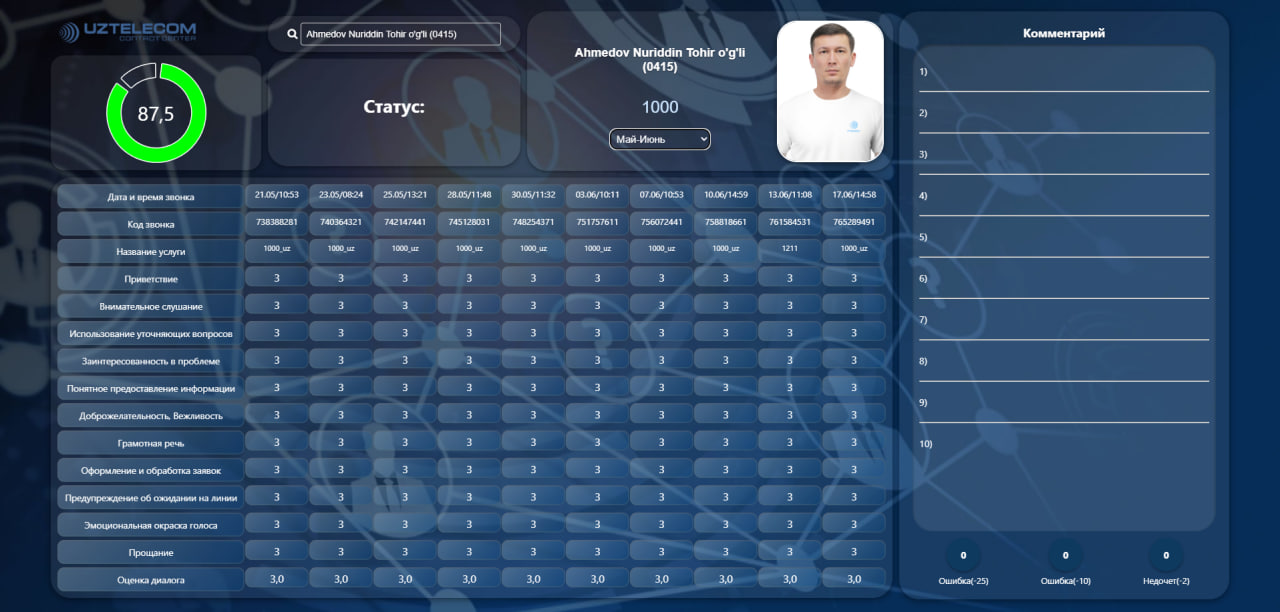 UZTELECOM
CONTACT CENTER
Ahmedov Nuriddin Tohir o'g'li (0415)
87,5
Статус:
Ahmedov Nuriddin Tohir o'g'li
(0415)
1000
Май-Июнь
Дата и время звонка 21.05/10:53 23.05/08:24 25.05/13:21 28.05/11:48 30.05/11:32 03.06/10:11 07.06/10:53 10.06/14:59 13.06/11:08 17.06/14:58
Код звонка 738388281 740364321 742147441 745128031 748254371 751757611 756072441 758818661 761584531 765289491
Название услуги 1000_uz 1000_uz 1000_uz 1000_uz 1000_uz 1000_uz 1000_uz 1000_uz 1211 1000_uz
Приветствие 3 3 3 3 3 3 3 3 3 3
Внимательное слушание 3 3 3 3 3 3 3 3 3 3
Использование уточняющих вопросов 3 3 3 3 3 3 3 3 3 3
Заинтересованность в проблеме 3 3 3 3 3 3 3 3 3 3
Понятное предоставление информации 3 3 3 3 3 3 3 3 3 3
Доброжелательность, Вежливость 3 3 3 3 3 3 3 3 3 3
Грамотная речь 3 3 3 3 3 3 3 3 3 3
Оформление и обработка заявок 3 3 3 3 3 3 3 3 3 3
Предупреждение об ожидании на линии 3 3 3 3 3 3 3 3 3 3
Эмоциональная окраска голоса 3 3 3 3 3 3 3 3 3 3
Прощание 3 3 3 3 3 3 3 3 3 3
Оценка диалога 3,0 3,0 3,0 3,0 3,0 3,0 3,0 3,0 3,0 3,0
Комментарий
1)
2)
3)
4)
5)
6)
7)
8)
9)
10)
0 0 0
Ошибка(-25) Ошибка(-10) Недочет(-2)